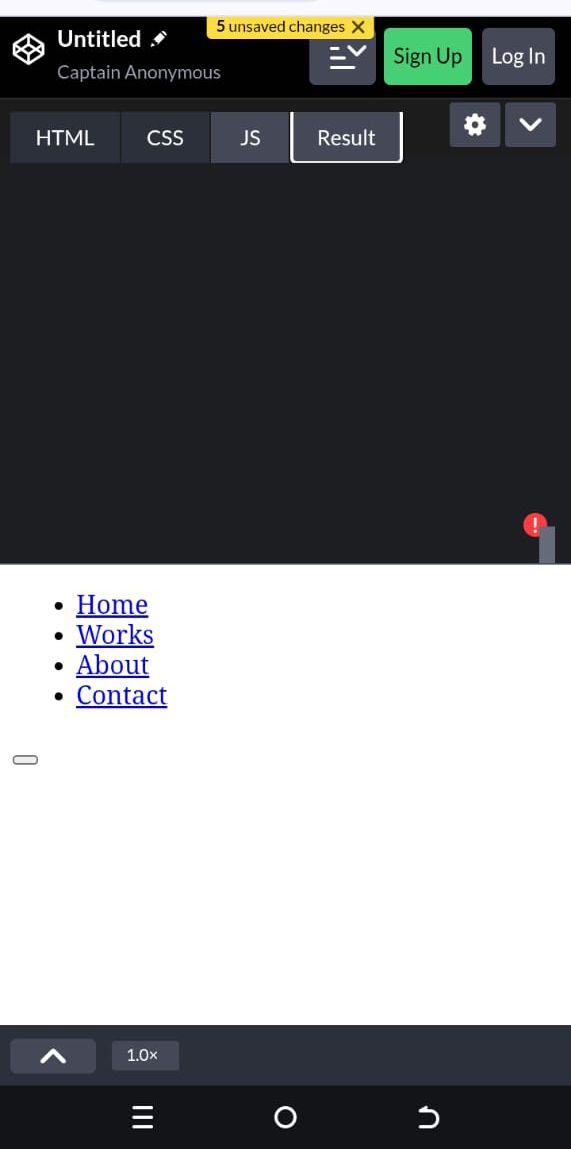 5 unsaved changes
Untitled
Captain Anonymous
Sign Up
Log In
HTML
CSS
JS
Result
!
Home
Works
About
Contact
1.0×